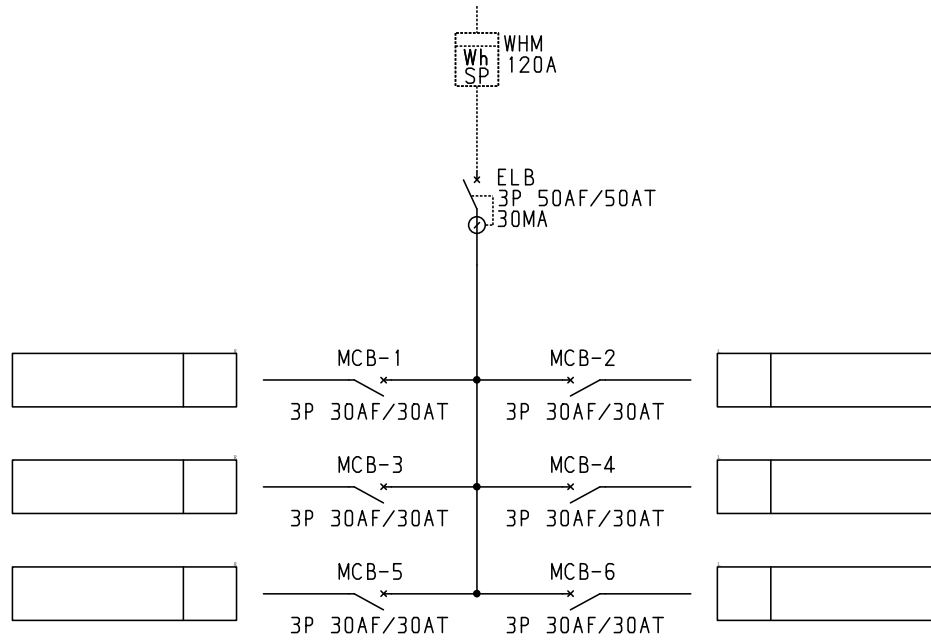 WHM
Wh
120A
SP
ELB
3P 50AF/50AT
30MA
MCB-1 MCB-2
3P 30AF/30AT 3P 30AF/30AT
MCB-3 MCB-4
3P 30AF/30AT 3P 30AF/30AT
MCB-5 MCB-6
3P 30AF/30AT 3P 30AF/30AT